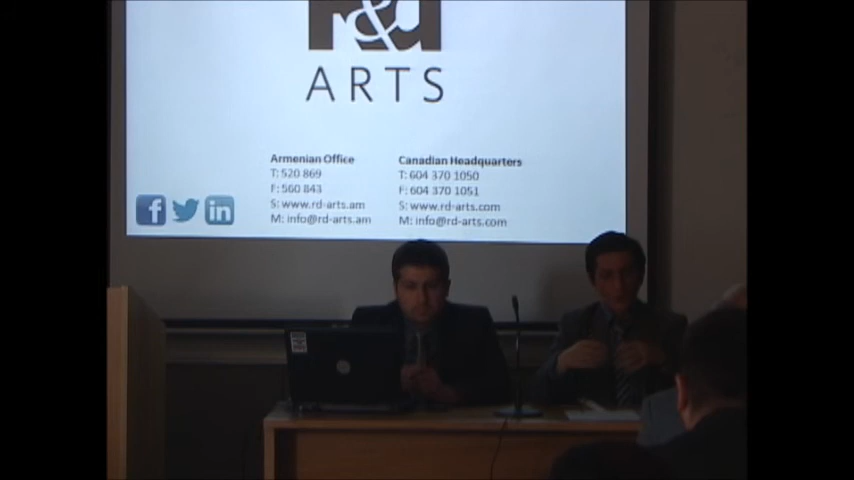 r&d
ARTS
Armenian Office
T: 520 869
F: 560 843
S: www.rd-arts.am
M: info@rd-arts.am
Canadian Headquarters
T: 604 370 1050
F: 604 370 1051
S: www.rd-arts.com
M: info@rd-arts.com
f
in